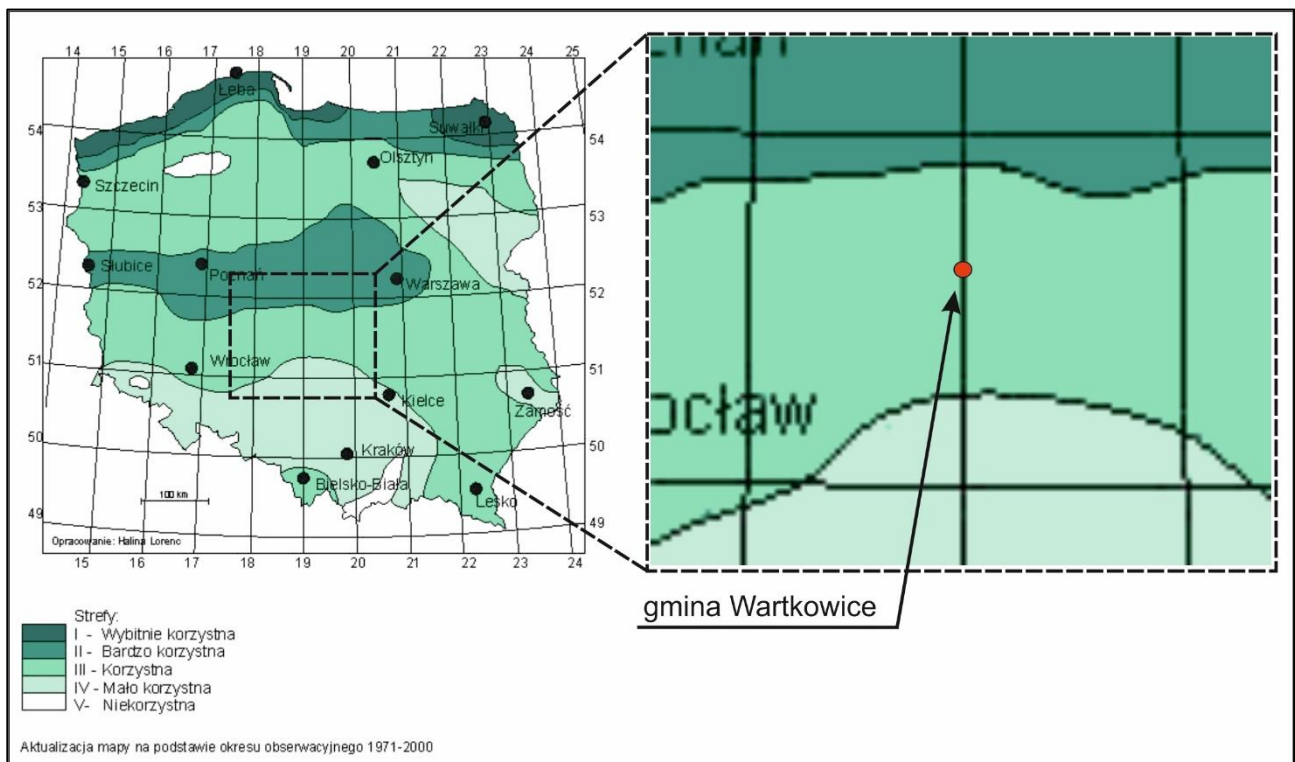 14 15 16 17 18 19 20 21 22 23 24 25
Łeba
54
Suwałki
54
Olsztyn
Szczecin
53
53
Słubice
Poznań
52
Warszawa
52
Wrocław
51
51
Kielce
Zamość
50
Kraków
50
Bielsko-Biała
Lesko
49
49
100 km
Opracowanie: Halina Lorenc
15 16 17 18 19 20 21 22 23 24
znań
ocław
gmina Wartkowice
Strefy:
I - Wybitnie korzystna
II - Bardzo korzystna
III - Korzystna
IV - Mało korzystna
V- Niekorzystna
Aktualizacja mapy na podstawie okresu obserwacyjnego 1971-2000